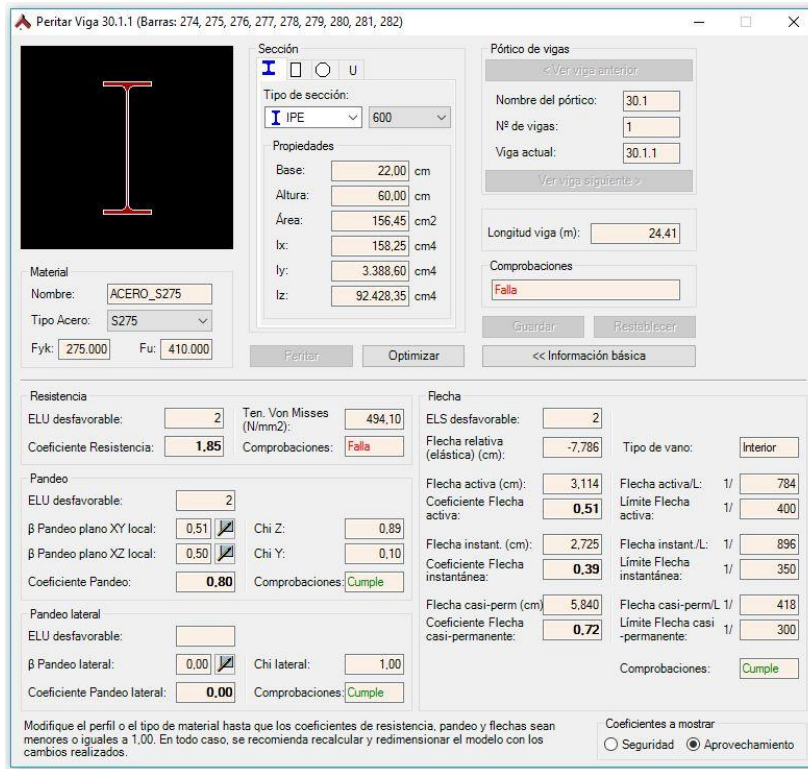 Peritar Viga 30.1.1 (Barras: 274, 275, 276, 277, 278, 279, 280, 281, 282)
Sección
U
Tipo de sección:
IPE 600
Propiedades
Base: 22,00 cm
Altura: 60,00 cm
Área: 156,45 cm2
Ix: 158,25 cm4
Iy: 3.388,60 cm4
Iz: 92.428,35 cm4
Peritar Optimizar
Pórtico de vigas
< Ver viga anterior
Nombre del pórtico: 30.1
Nº de vigas: 1
Viga actual: 30.1.1
Ver viga siguiente >
Longitud viga (m): 24,41
Comprobaciones
Falla
Guardar Restablecer
<< Información básica
Material
Nombre: ACERO_S275
Tipo Acero: S275
Fyk: 275.000 Fu: 410.000
Resistencia
ELU desfavorable: 2 Ten. Von Misses (N/mm2): 494,10
Coeficiente Resistencia: 1,85 Comprobaciones: Falla
Pandeo
ELU desfavorable: 2
β Pandeo plano XY local: 0,51 Chi Z: 0,89
β Pandeo plano XZ local: 0,50 Chi Y: 0,10
Coeficiente Pandeo: 0,80 Comprobaciones: Cumple
Pandeo lateral
ELU desfavorable:
β Pandeo lateral: 0,00 Chi lateral: 1,00
Coeficiente Pandeo lateral: 0,00 Comprobaciones: Cumple
Flecha
ELS desfavorable: 2
Flecha relativa (elástica) (cm): -7,786 Tipo de vano: Interior
Flecha activa (cm): 3,114 Flecha activa/L: 1/ 784
Coeficiente Flecha activa: 0,51 Límite Flecha activa: 1/ 400
Flecha instant. (cm): 2,725 Flecha instant./L: 1/ 896
Coeficiente Flecha instantánea: 0,39 Límite Flecha instantánea: 1/ 350
Flecha casi-perm (cm) 5,840 Flecha casi-perm/L 1/ 418
Coeficiente Flecha casi-permanente: 0,72 Límite Flecha casi -permanente: 1/ 300
Comprobaciones: Cumple
Modifique el perfil o el tipo de material hasta que los coeficientes de resistencia, pandeo y flechas sean
menores o iguales a 1,00. En todo caso, se recomienda recalcular y redimensionar el modelo con los
cambios realizados.
Coeficientes a mostrar
Seguridad Aprovechamiento